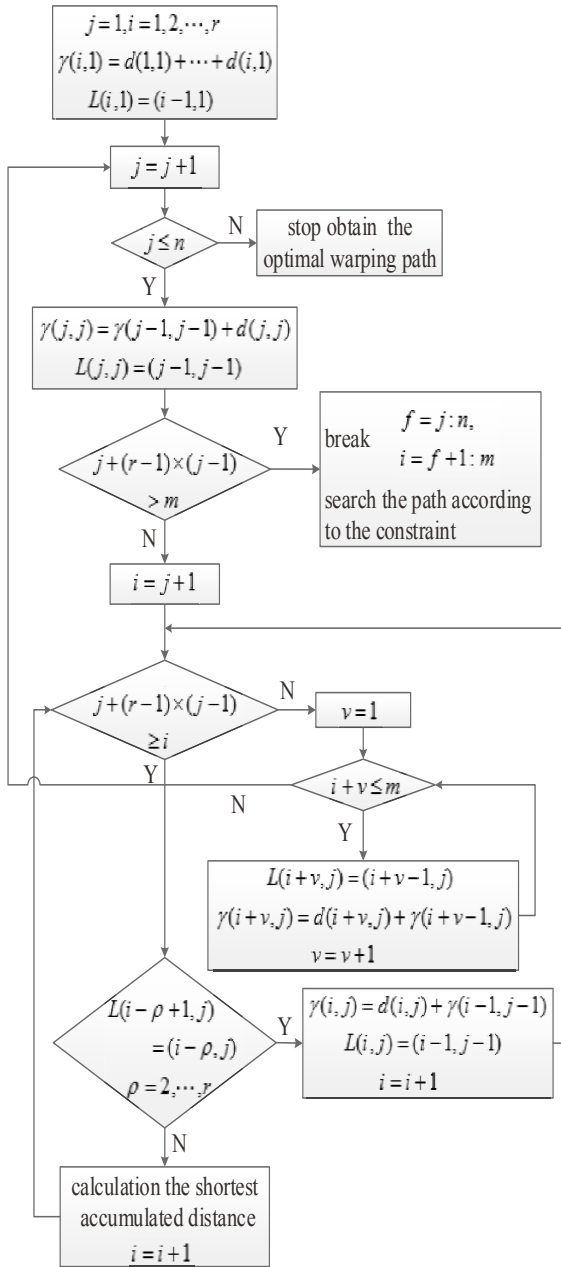 j=1,i=1,2,⋯,r
γ(i,1)=d(1,1)+⋯+d(i,1)
L(i,1)=(i−1,1)
j=j+1
j≤n
N
stop obtain the
optimal warping path
Y
γ(j,j)=γ(j−1,j−1)+d(j,j)
L(j,j)=(j−1,j−1)
j+(r−1)×(j−1)
>m
Y
break
f=j:n,
i=f+1:m
search the path according
to the constraint
N
i=j+1
j+(r−1)×(j−1)
≥i
N
v=1
Y
i+v≤m
N
Y
L(i+v,j)=(i+v−1,j)
γ(i+v,j)=d(i+v,j)+γ(i+v−1,j)
v=v+1
L(i−ρ+1,j)
=(i−ρ,j)
ρ=2,⋯,r
Y
γ(i,j)=d(i,j)+γ(i−1,j−1)
L(i,j)=(i−1,j−1)
i=i+1
N
calculation the shortest
accumulated distance
i=i+1